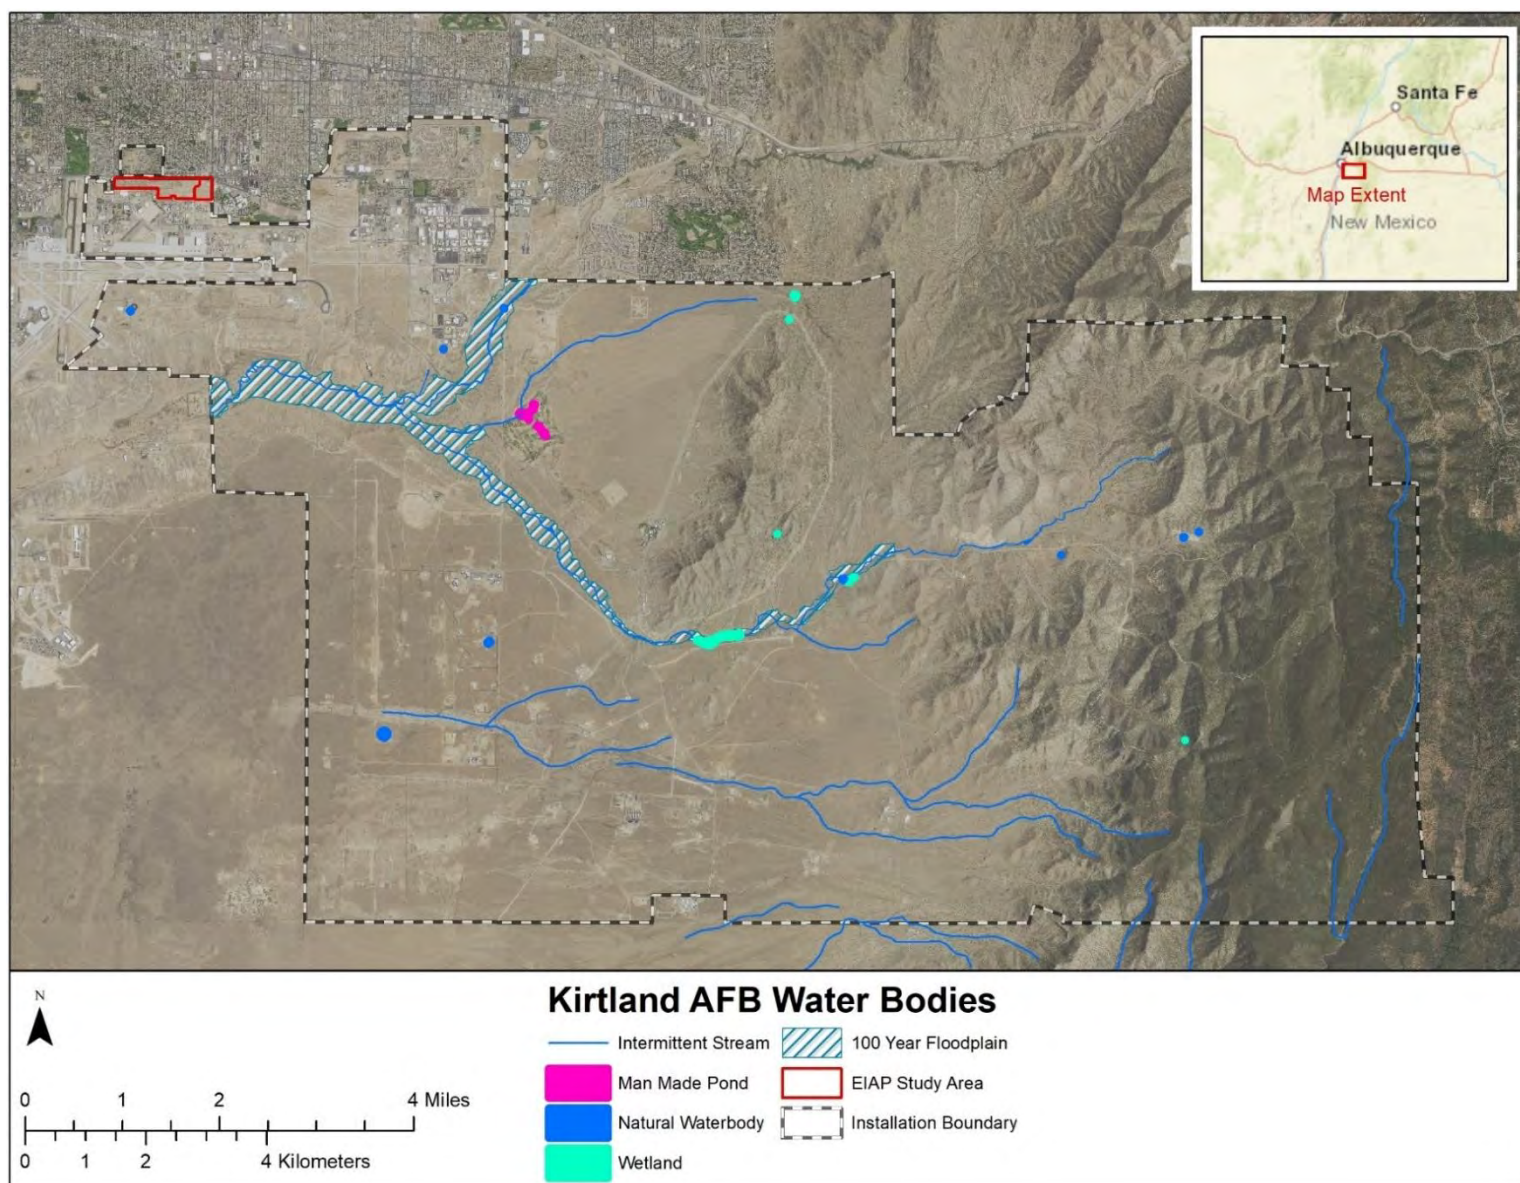 Santa Fe
Albuquerque
Map Extent
New Mexico
N
Kirtland AFB Water Bodies
Intermittent Stream
100 Year Floodplain
Man Made Pond
EIAP Study Area
Natural Waterbody
Installation Boundary
Wetland
0 1 2 4 Miles
0 1 2 4 Kilometers